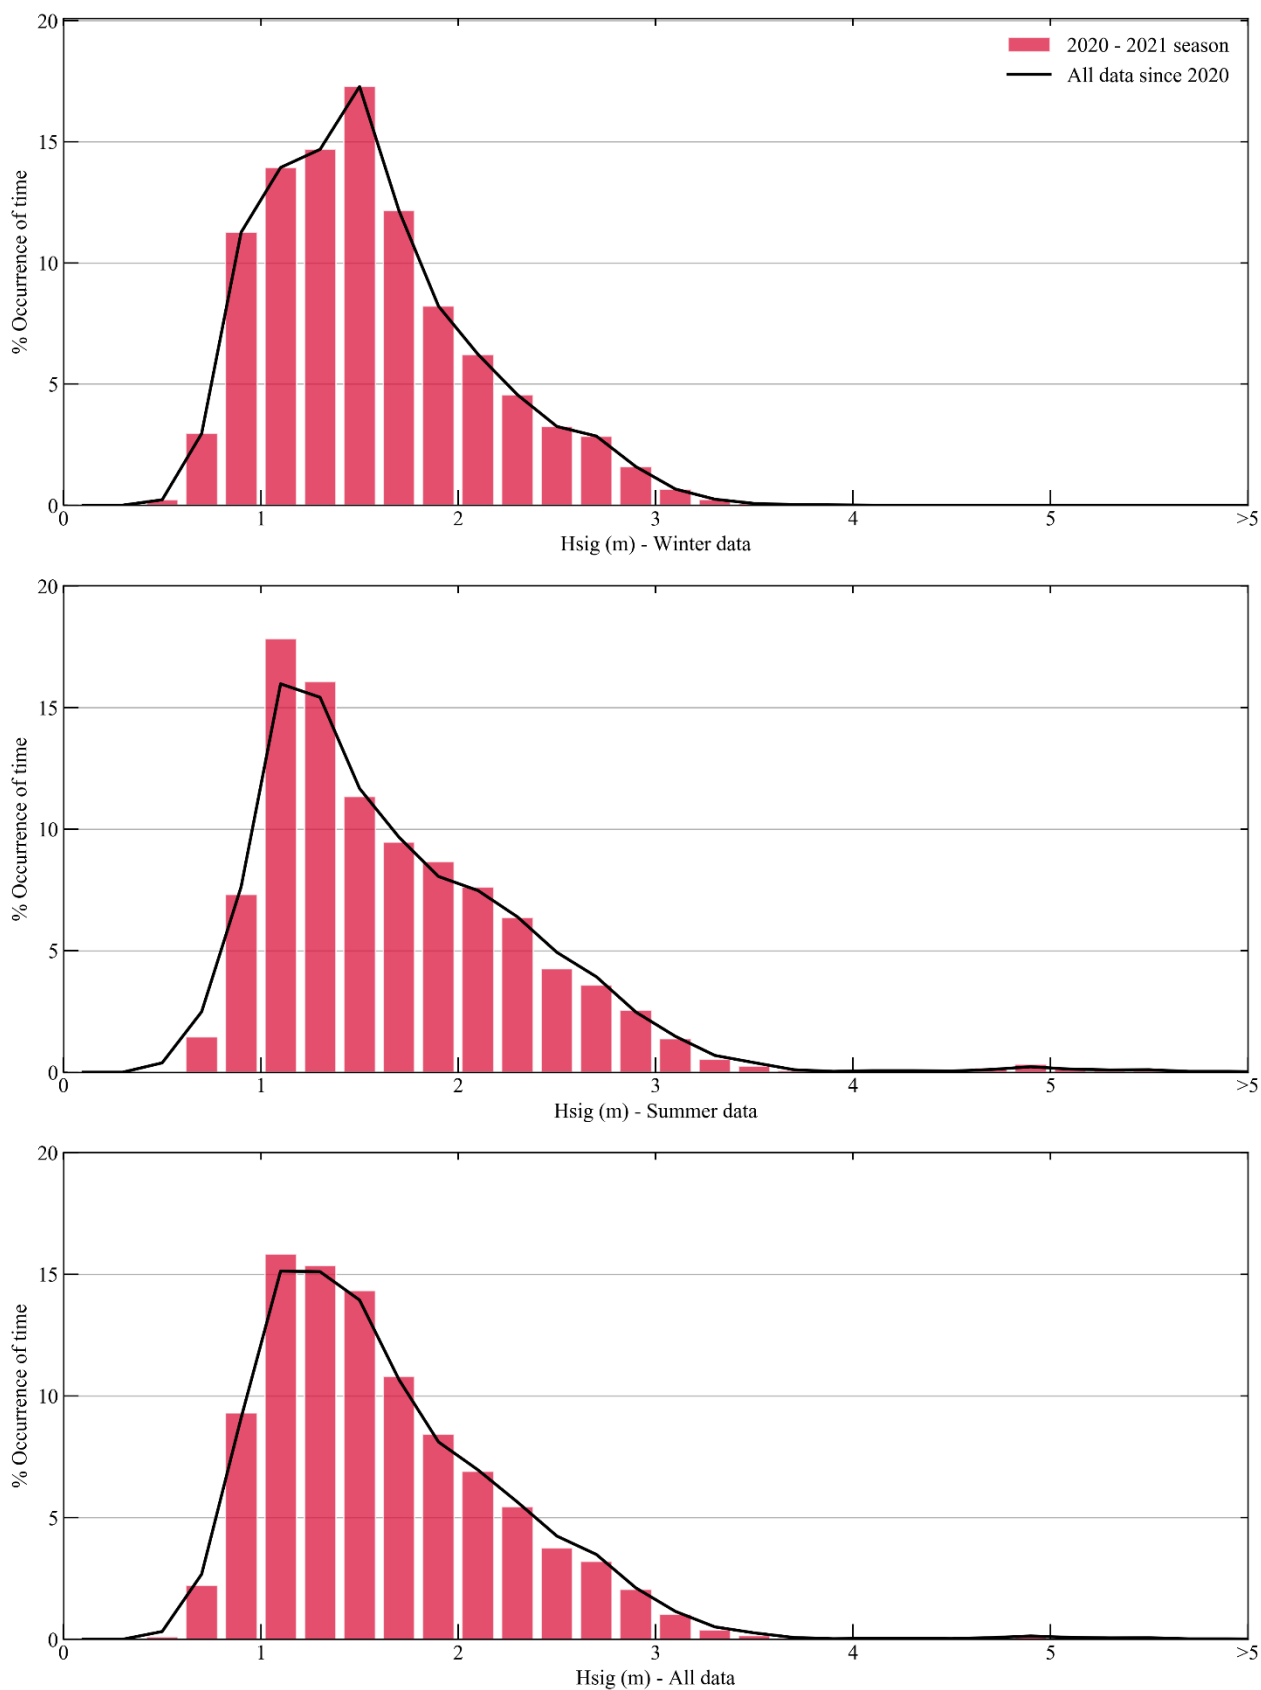 20
15
10
5
0
% Occurrence of time
2020 - 2021 season
All data since 2020
0 1 2 3 4 5 >5
Hsig (m) - Winter data
20
15
10
5
0
% Occurrence of time
0 1 2 3 4 5 >5
Hsig (m) - Summer data
20
15
10
5
0
% Occurrence of time
0 1 2 3 4 5 >5
Hsig (m) - All data